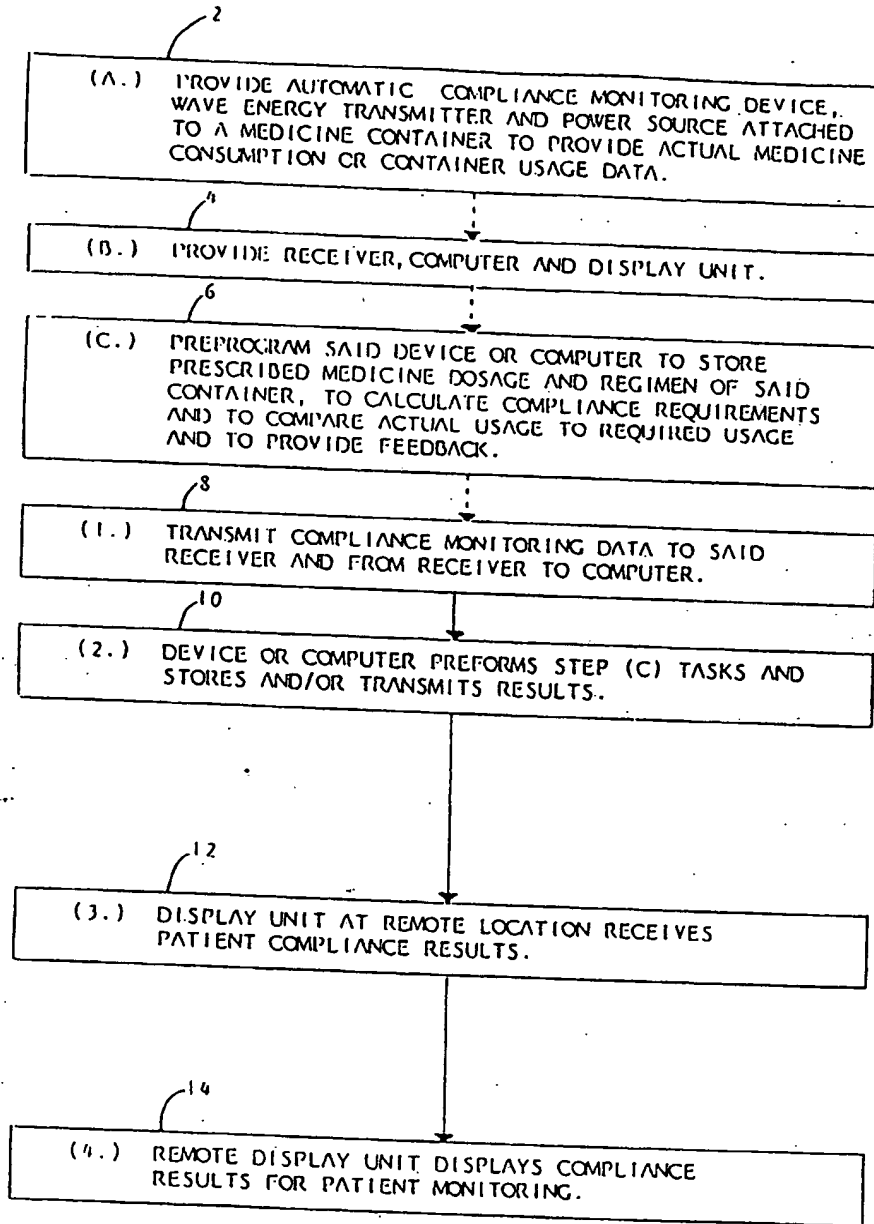 2
(A.) PROVIDE AUTOMATIC COMPLIANCE MONITORING DEVICE,
WAVE ENERGY TRANSMITTER AND POWER SOURCE ATTACHED
TO A MEDICINE CONTAINER TO PROVIDE ACTUAL MEDICINE
CONSUMPTION OR CONTAINER USAGE DATA.
4
(B.) PROVIDE RECEIVER, COMPUTER AND DISPLAY UNIT.
6
(C.) PREPROGRAM SAID DEVICE OR COMPUTER TO STORE
PRESCRIBED MEDICINE DOSAGE AND REGIMEN OF SAID
CONTAINER, TO CALCULATE COMPLIANCE REQUIREMENTS
AND TO COMPARE ACTUAL USAGE TO REQUIRED USAGE
AND TO PROVIDE FEEDBACK.
8
(1.) TRANSMIT COMPLIANCE MONITORING DATA TO SAID
RECEIVER AND FROM RECEIVER TO COMPUTER.
10
(2.) DEVICE OR COMPUTER PREFORMS STEP (C) TASKS AND
STORES AND/OR TRANSMITS RESULTS.
12
(3.) DISPLAY UNIT AT REMOTE LOCATION RECEIVES
PATIENT COMPLIANCE RESULTS.
14
(4.) REMOTE DISPLAY UNIT DISPLAYS COMPLIANCE
RESULTS FOR PATIENT MONITORING.